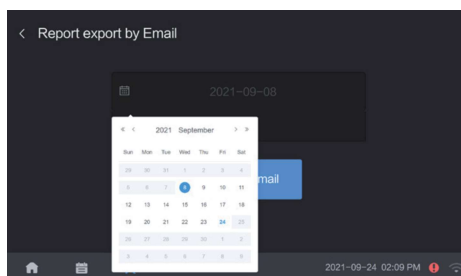 Report export by Email
2021-09-08
« < 2021 September > »
Sun Mon Tue Wed Thu Fri Sat
29 30 31 1 2 3 4
5 6 7 8 9 10 11
12 13 14 15 16 17 18
19 20 21 22 23 24 25
26 27 28 29 30 1 2
3 4 5 6 7 8 9
mail
2021-09-24 02:09 PM